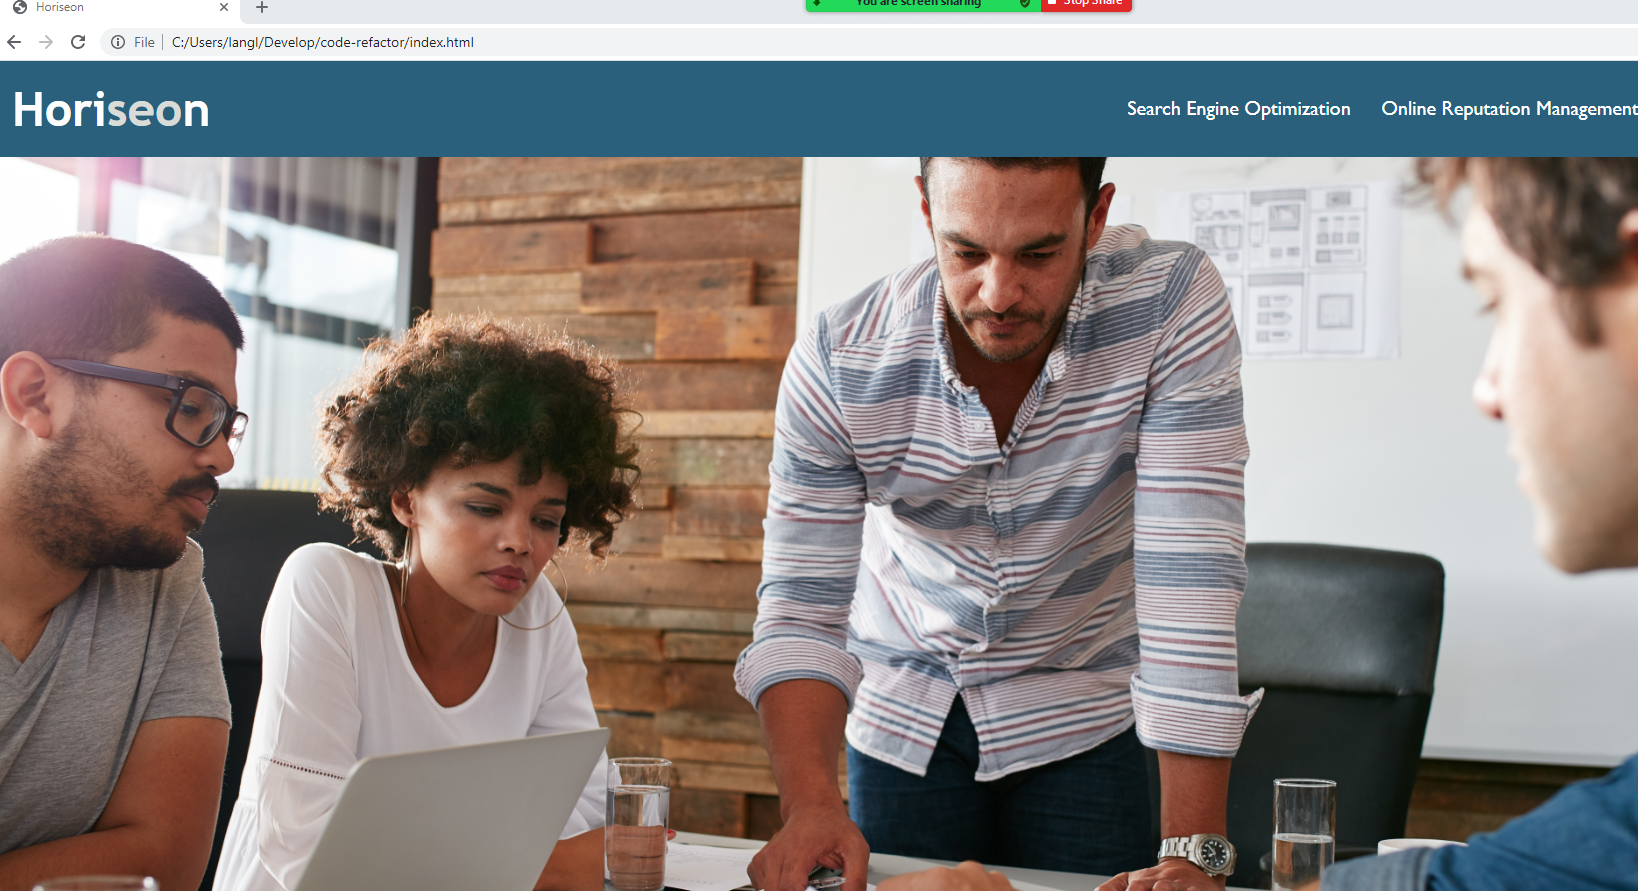 Horiseon
You are screen sharing
Stop Share
File
C:/Users/langl/Develop/code-refactor/index.html
Horiseon
Search Engine Optimization
Online Reputation Management